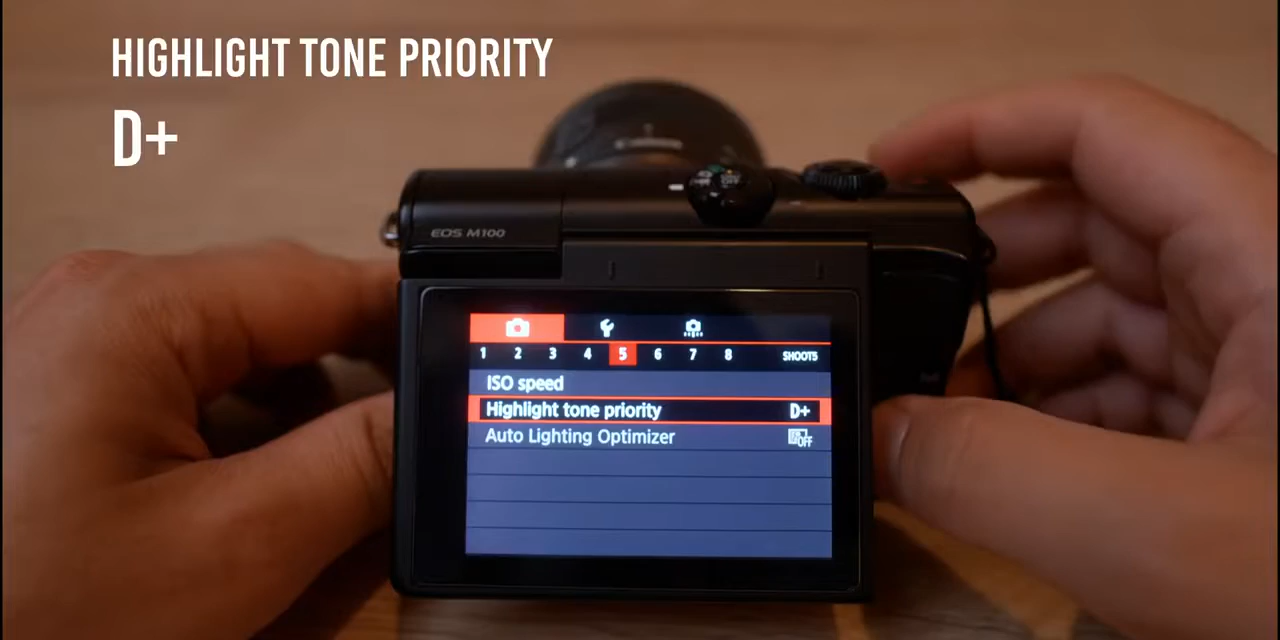 HIGHLIGHT TONE PRIORITY
D+
EOS M100
1 2 3 4 5 6 7 8 SHOOT5
ISO speed
Highlight tone priority D+
Auto Lighting Optimizer OFF